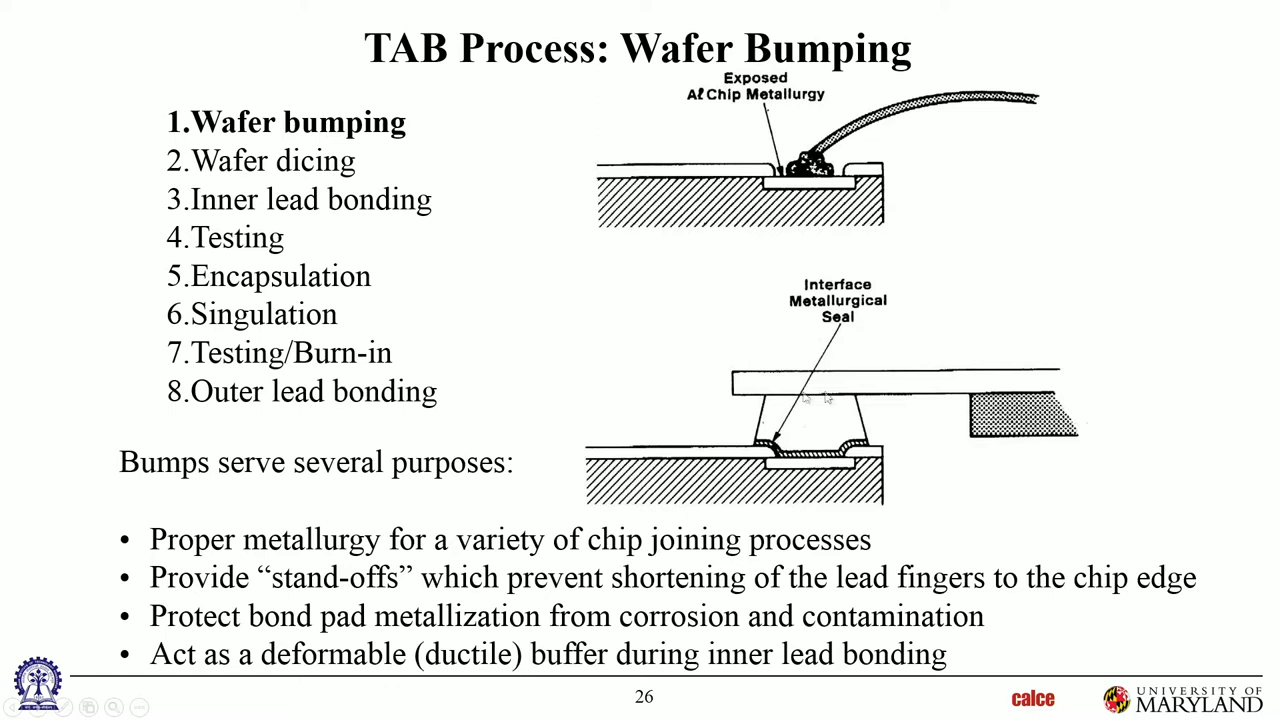 TAB Process: Wafer Bumping
Exposed
Aℓ Chip Metallurgy
1.Wafer bumping
2.Wafer dicing
3.Inner lead bonding
4.Testing
5.Encapsulation
6.Singulation
7.Testing/Burn-in
8.Outer lead bonding
Interface
Metallurgical
Seal
Bumps serve several purposes:
• Proper metallurgy for a variety of chip joining processes
• Provide “stand-offs” which prevent shortening of the lead fingers to the chip edge
• Protect bond pad metallization from corrosion and contamination
• Act as a deformable (ductile) buffer during inner lead bonding
26
calce
UNIVERSITY OF
MARYLAND